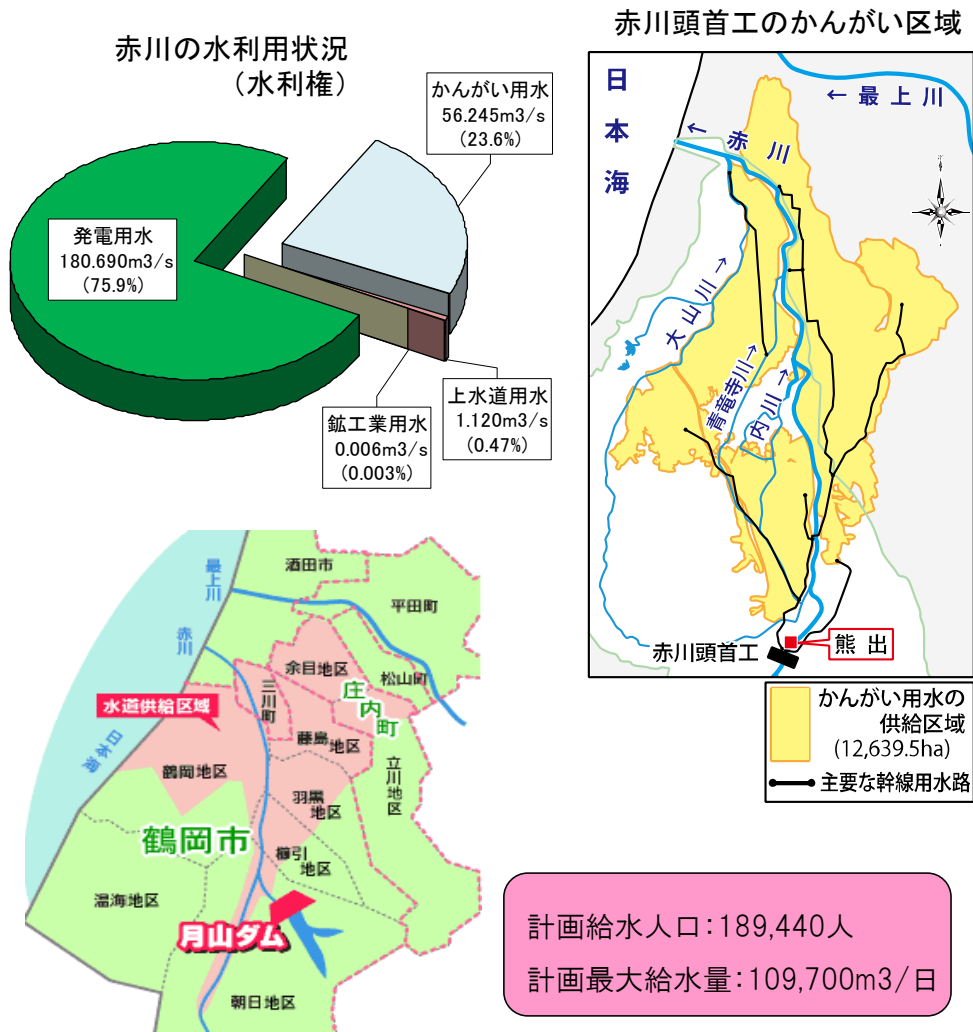 赤川の水利用状況
（水利権）
かんがい用水
56.245m3/s
(23.6%)
発電用水
180.690m3/s
(75.9%)
上水道用水
1.120m3/s
(0.47%)
鉱工業用水
0.006m3/s
(0.003%)
赤川頭首工のかんがい区域
日本海
←最上川
←赤川
大山川→
青竜寺川→
内川→
赤川頭首工
熊出
かんがい用水の
供給区域
(12,639.5ha)
主要な幹線用水路
最上川
酒田市
平田町
赤川
余目地区
松山町
三川町
庄内町
水道供給区域
日本海
藤島地区
鶴岡地区
立川地区
羽黒地区
鶴岡市
櫛引地区
温海地区
月山ダム
朝日地区
計画給水人口：189,440人
計画最大給水量：109,700m3/日